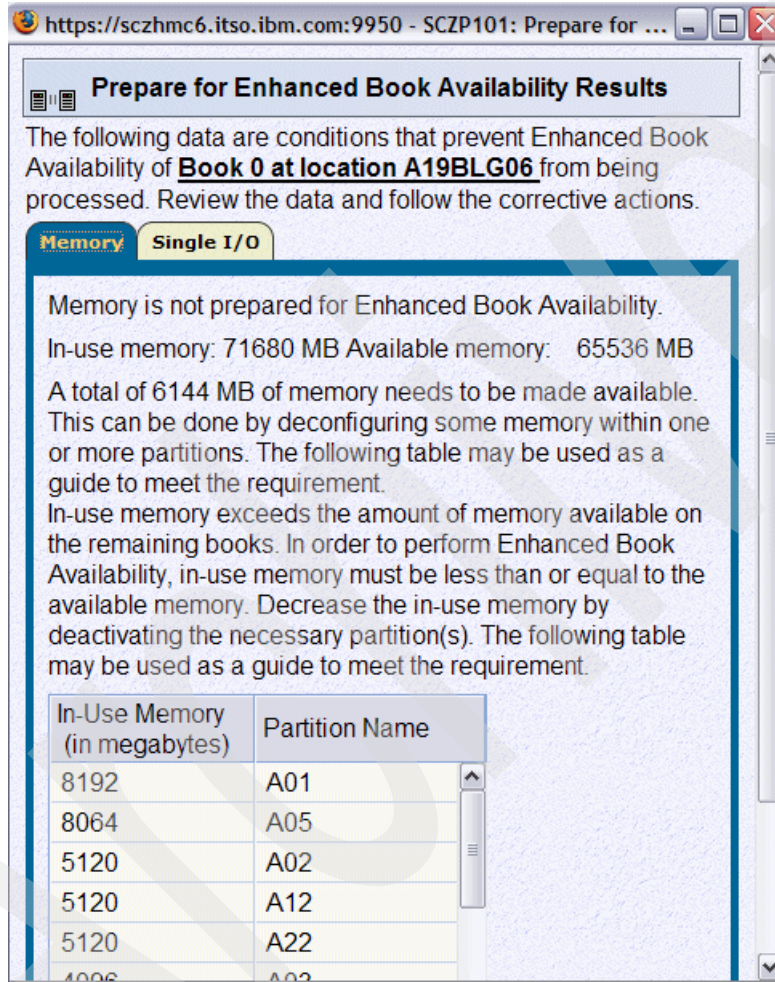 https://sczhmc6.itso.ibm.com:9950 - SCZP101: Prepare for ...
Prepare for Enhanced Book Availability Results
The following data are conditions that prevent Enhanced Book
Availability of Book 0 at location A19BLG06 from being
processed. Review the data and follow the corrective actions.
Memory Single I/O
Memory is not prepared for Enhanced Book Availability.
In-use memory: 71680 MB Available memory: 65536 MB
A total of 6144 MB of memory needs to be made available.
This can be done by deconfiguring some memory within one
or more partitions. The following table may be used as a
guide to meet the requirement.
In-use memory exceeds the amount of memory available on
the remaining books. In order to perform Enhanced Book
Availability, in-use memory must be less than or equal to the
available memory. Decrease the in-use memory by
deactivating the necessary partition(s). The following table
may be used as a guide to meet the requirement.
In-Use Memory
(in megabytes) Partition Name
8192 A01
8064 A05
5120 A02
5120 A12
5120 A22